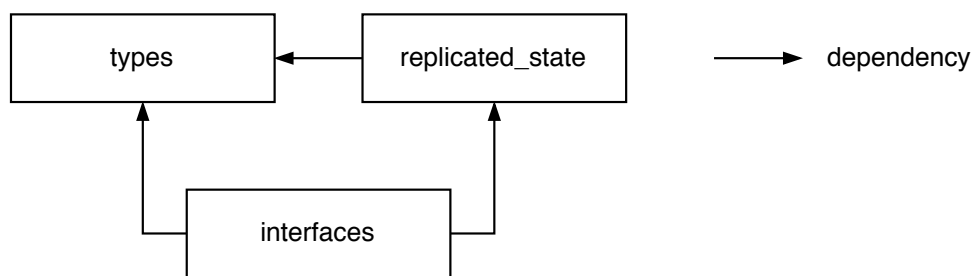 types
replicated_state
dependency
interfaces